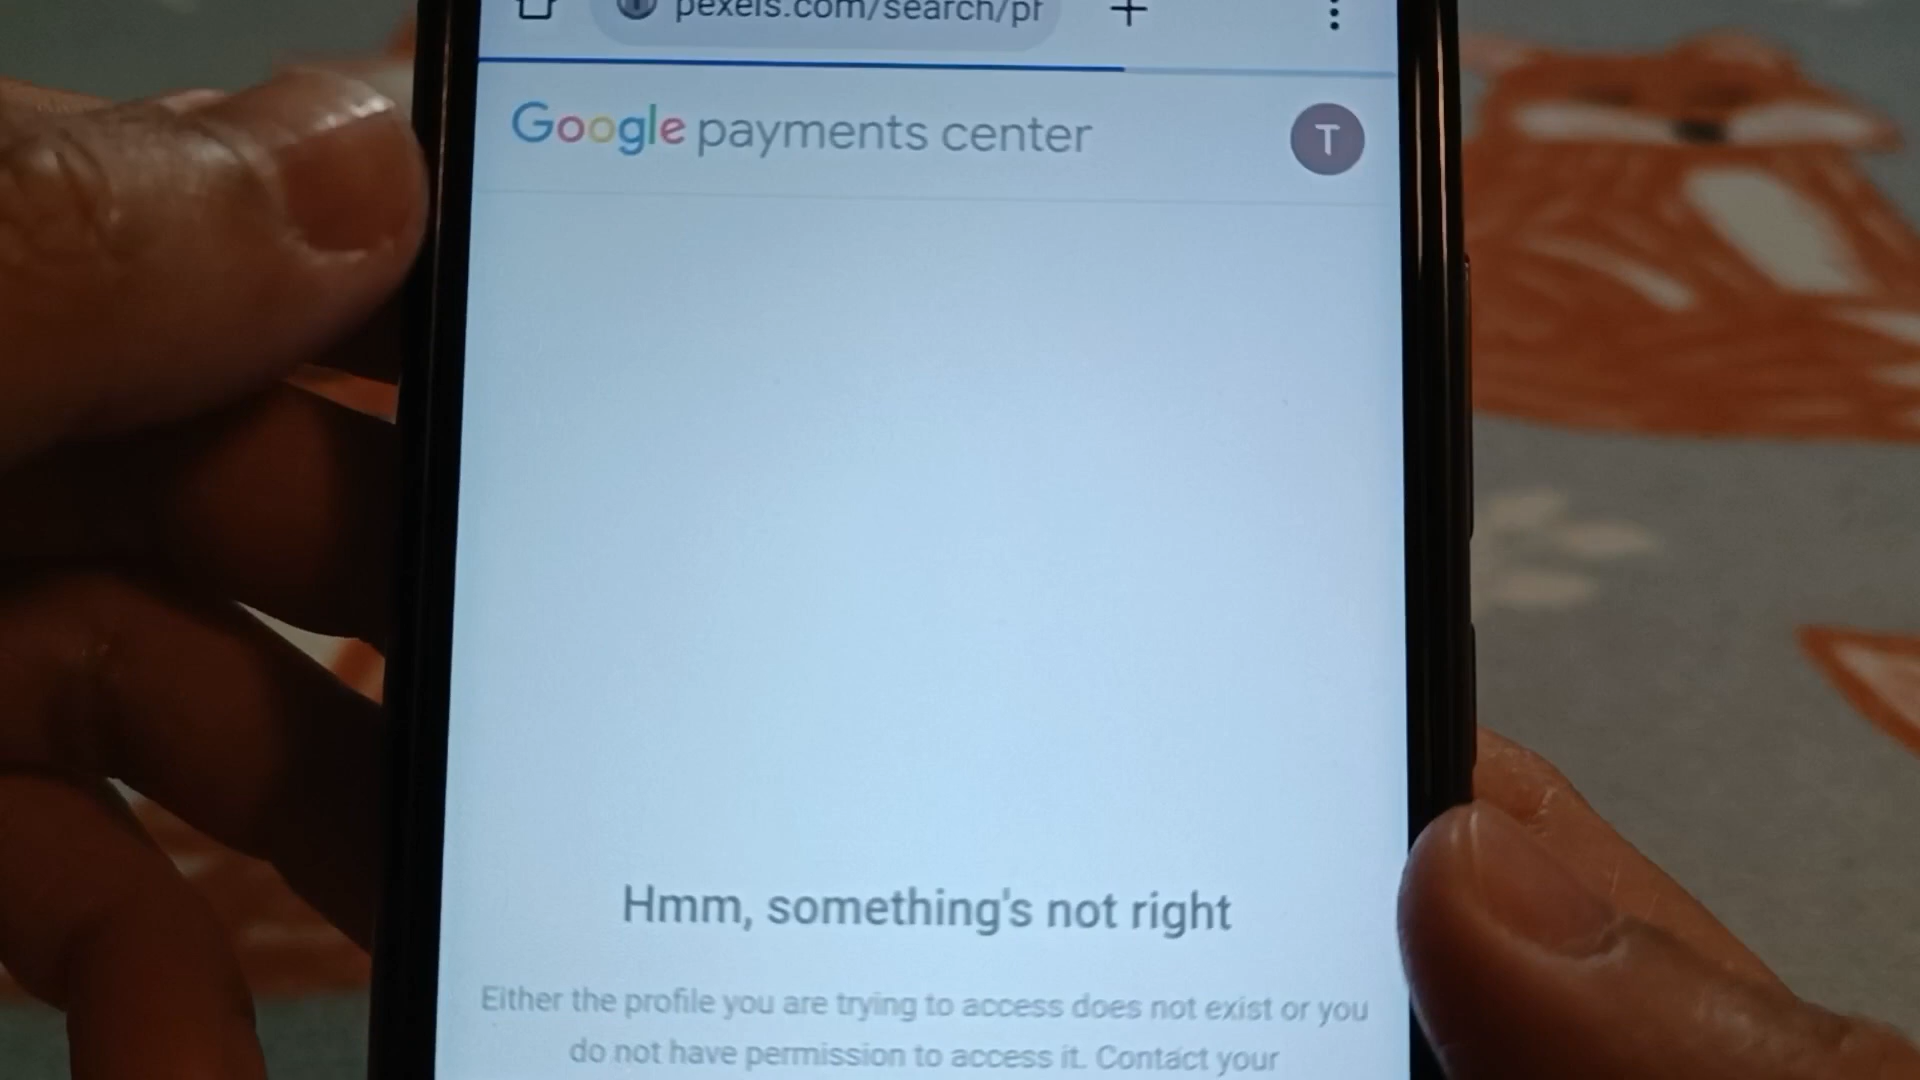 pexels.com/search/pr
Google payments center
T
Hmm, something's not right
Either the profile you are trying to access does not exist or you
do not have permission to access it. Contact your